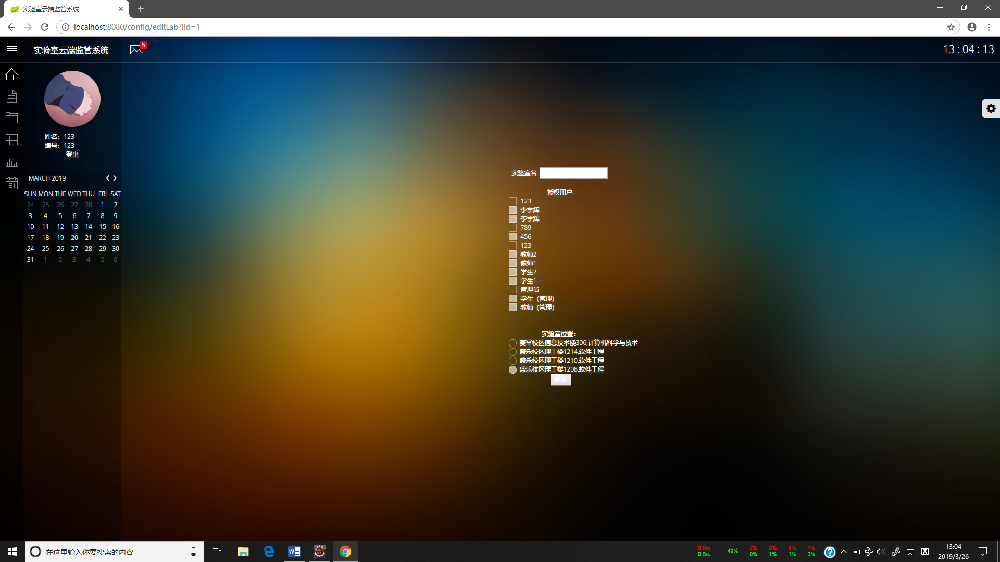 实验室云端监管系统
localhost:8080/config/editLab?lId=1
实验室云端监管系统
5
13 : 04 : 13
姓名：123
编号：123
登出
MARCH 2019
SUN MON TUE WED THU FRI SAT
24 25 26 27 28 1 2
3 4 5 6 7 8 9
10 11 12 13 14 15 16
17 18 19 20 21 22 23
24 25 26 27 28 29 30
31 1 2 3 4 5 6
21
实验室名:
授权用户:
123
李宇辉
李宇辉
789
456
123
教师2
教师1
学生2
学生1
管理员
学生（管理）
教师（管理）
实验室位置：
赛罕校区信息技术楼306,计算机科学与技术
盛乐校区理工楼1214,软件工程
盛乐校区理工楼1210,软件工程
盛乐校区理工楼1208,软件工程
修改
在这里输入你要搜索的内容
0 B/s 2% 0% 9% 1%
49%
0 B/s 0% 1% 1% 0%
英
M
13:04
2019/3/26